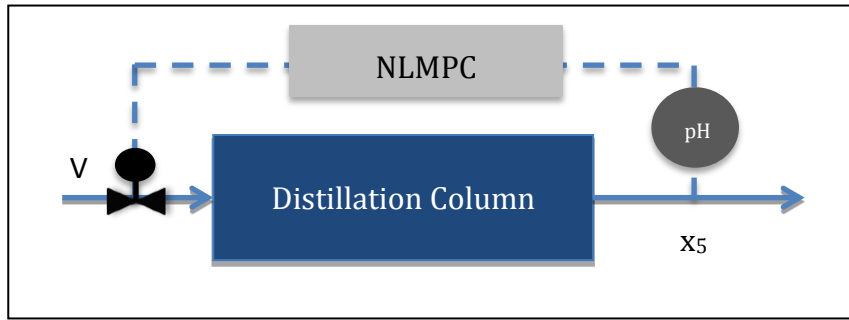 NLMPC
pH
V
Distillation Column
x₅